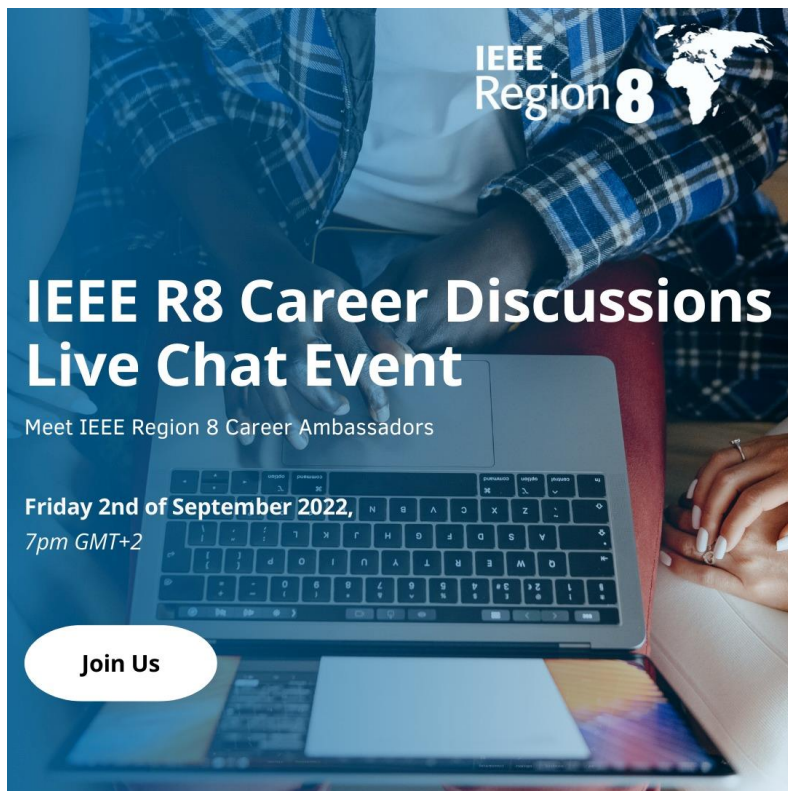 IEEE
Region 8
IEEE R8 Career Discussions
Live Chat Event
Meet IEEE Region 8 Career Ambassadors
Friday 2nd of September 2022,
7pm GMT+2
Join Us